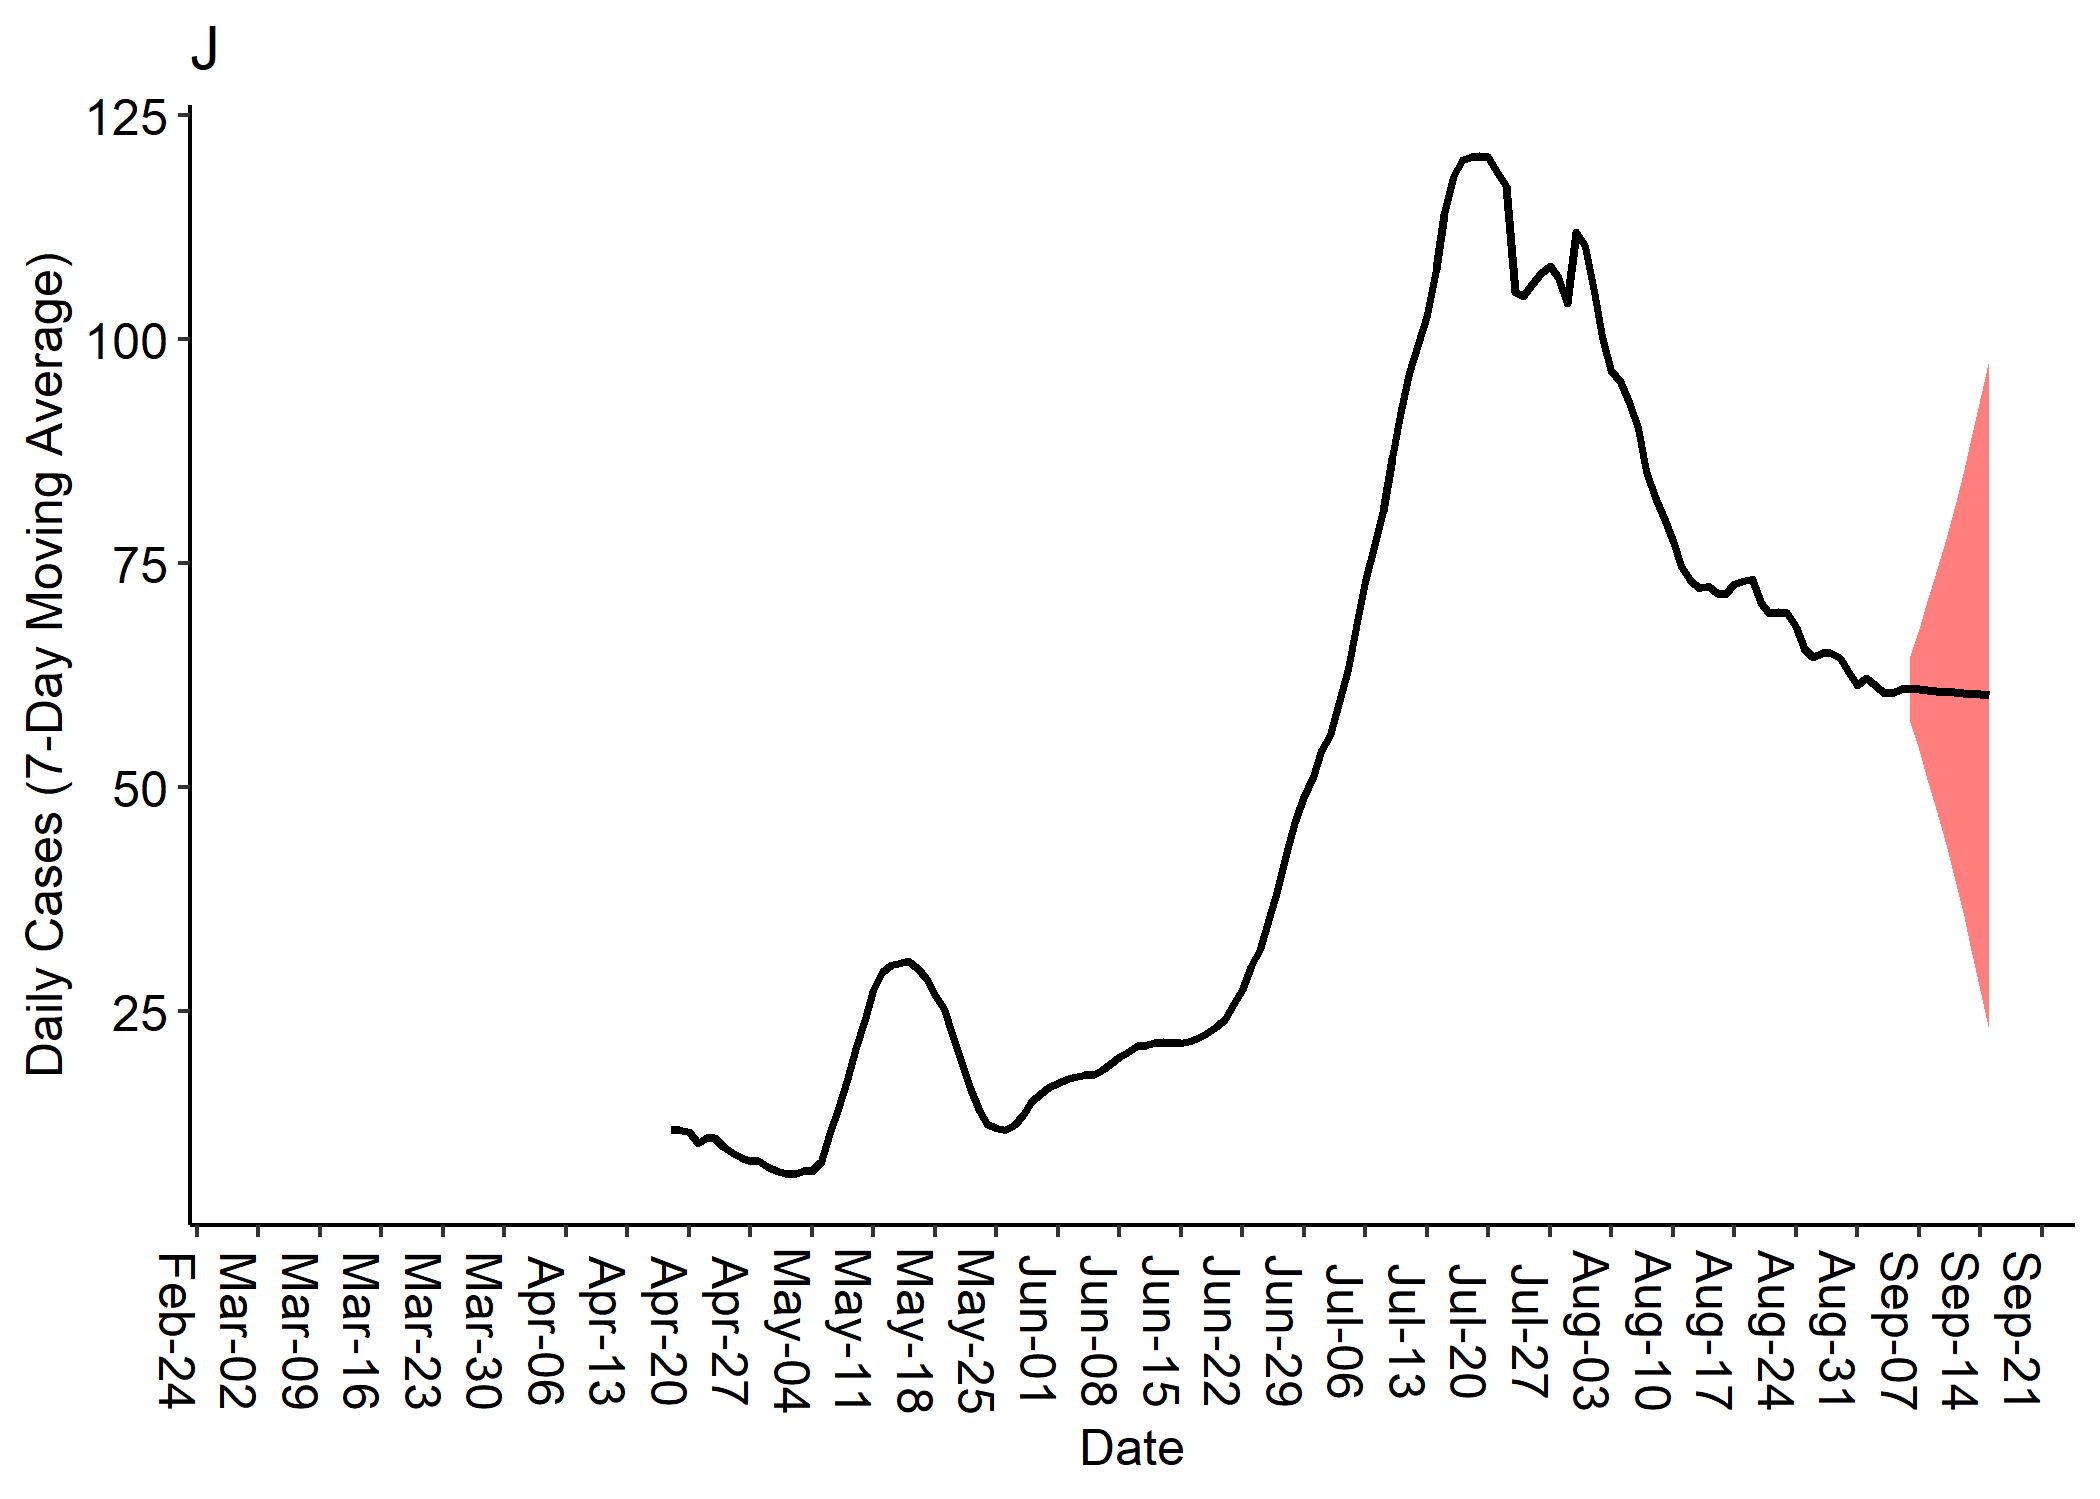 J
125
100
75
50
25
Daily Cases (7-Day Moving Average)
Feb-24
Mar-02
Mar-09
Mar-16
Mar-23
Mar-30
Apr-06
Apr-13
Apr-20
Apr-27
May-04
May-11
May-18
May-25
Jun-01
Jun-08
Jun-15
Jun-22
Jun-29
Jul-06
Jul-13
Jul-20
Jul-27
Aug-03
Aug-10
Aug-17
Aug-24
Aug-31
Sep-07
Sep-14
Sep-21
Date